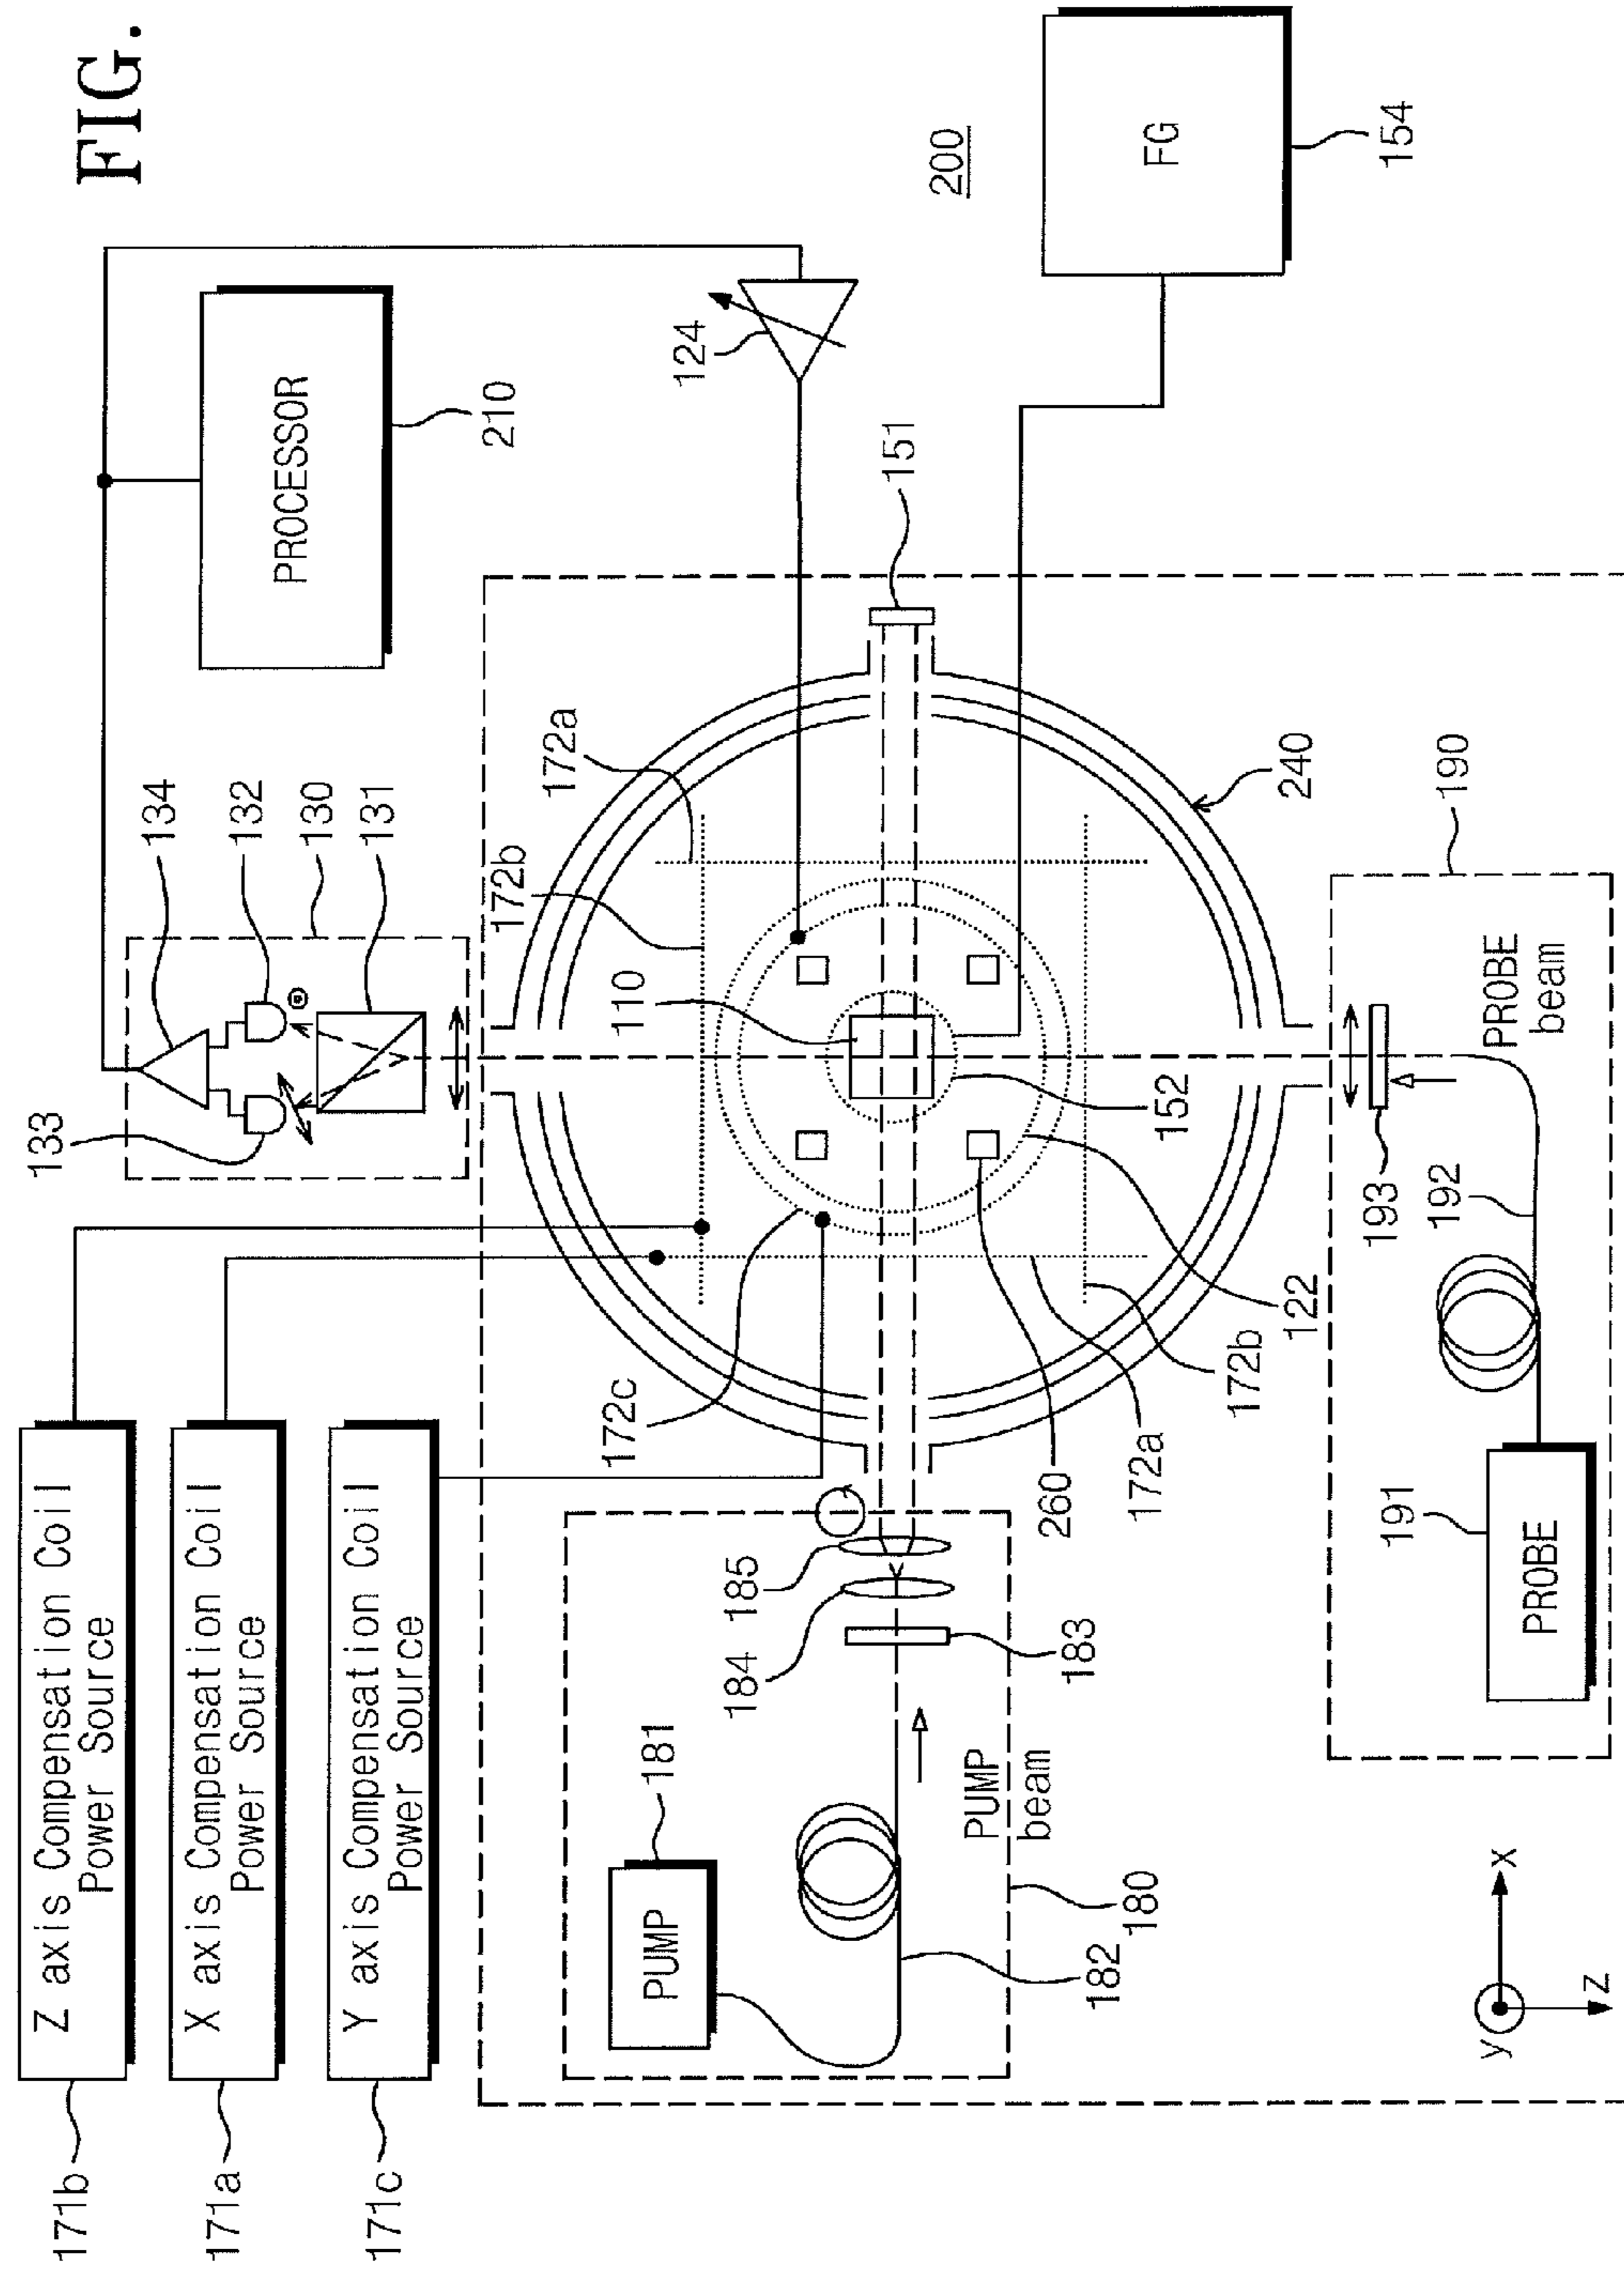 FIG.
171b
Z axis Compensation Coil
Power Source
171a
X axis Compensation Coil
Power Source
171c
Y axis Compensation Coil
Power Source
133
134
132
130
131
PROCESSOR
210
124
200
FG
154
151
172a
172b
110
172c
152
240
260
122
172a
172b
PUMP
181
182
180
PUMP
beam
183
184
185
190
PROBE
beam
193
192
191
PROBE
x
y
z